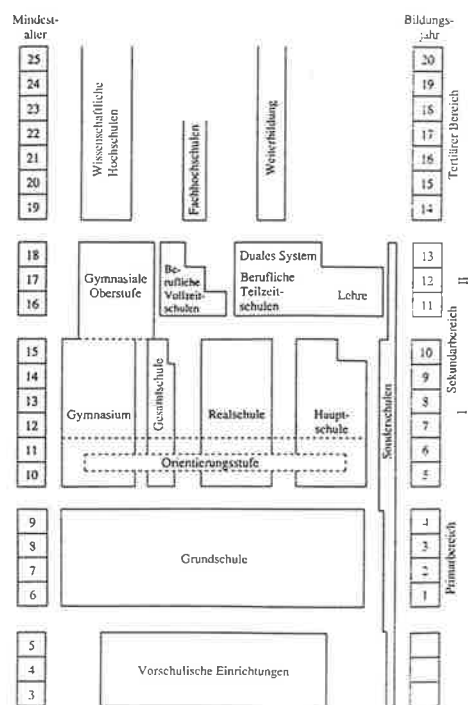 Mindest-
alter
Bildungs-
jahr
25
24
23
22
21
20
19
Wissenschaftliche
Hochschulen
Fachhochschulen
Weiterbildung
20
19
18
17
16
15
14
Tertiärer Bereich
18
17
16
Gymnasiale
Oberstufe
Be-
rufliche
Vollzeit-
schulen
Duales System
Berufliche
Teilzeit-
schulen
Lehre
13
12
11
II
Sekundarbereich
15
14
13
12
11
10
Gymnasium
Gesamtschule
Realschule
Haupt-
schule
Orientierungsstufe
Sonderschulen
10
9
8
7
6
5
I
9
8
7
6
Grundschule
4
3
2
1
Primarbereich
5
4
3
Vorschulische Einrichtungen